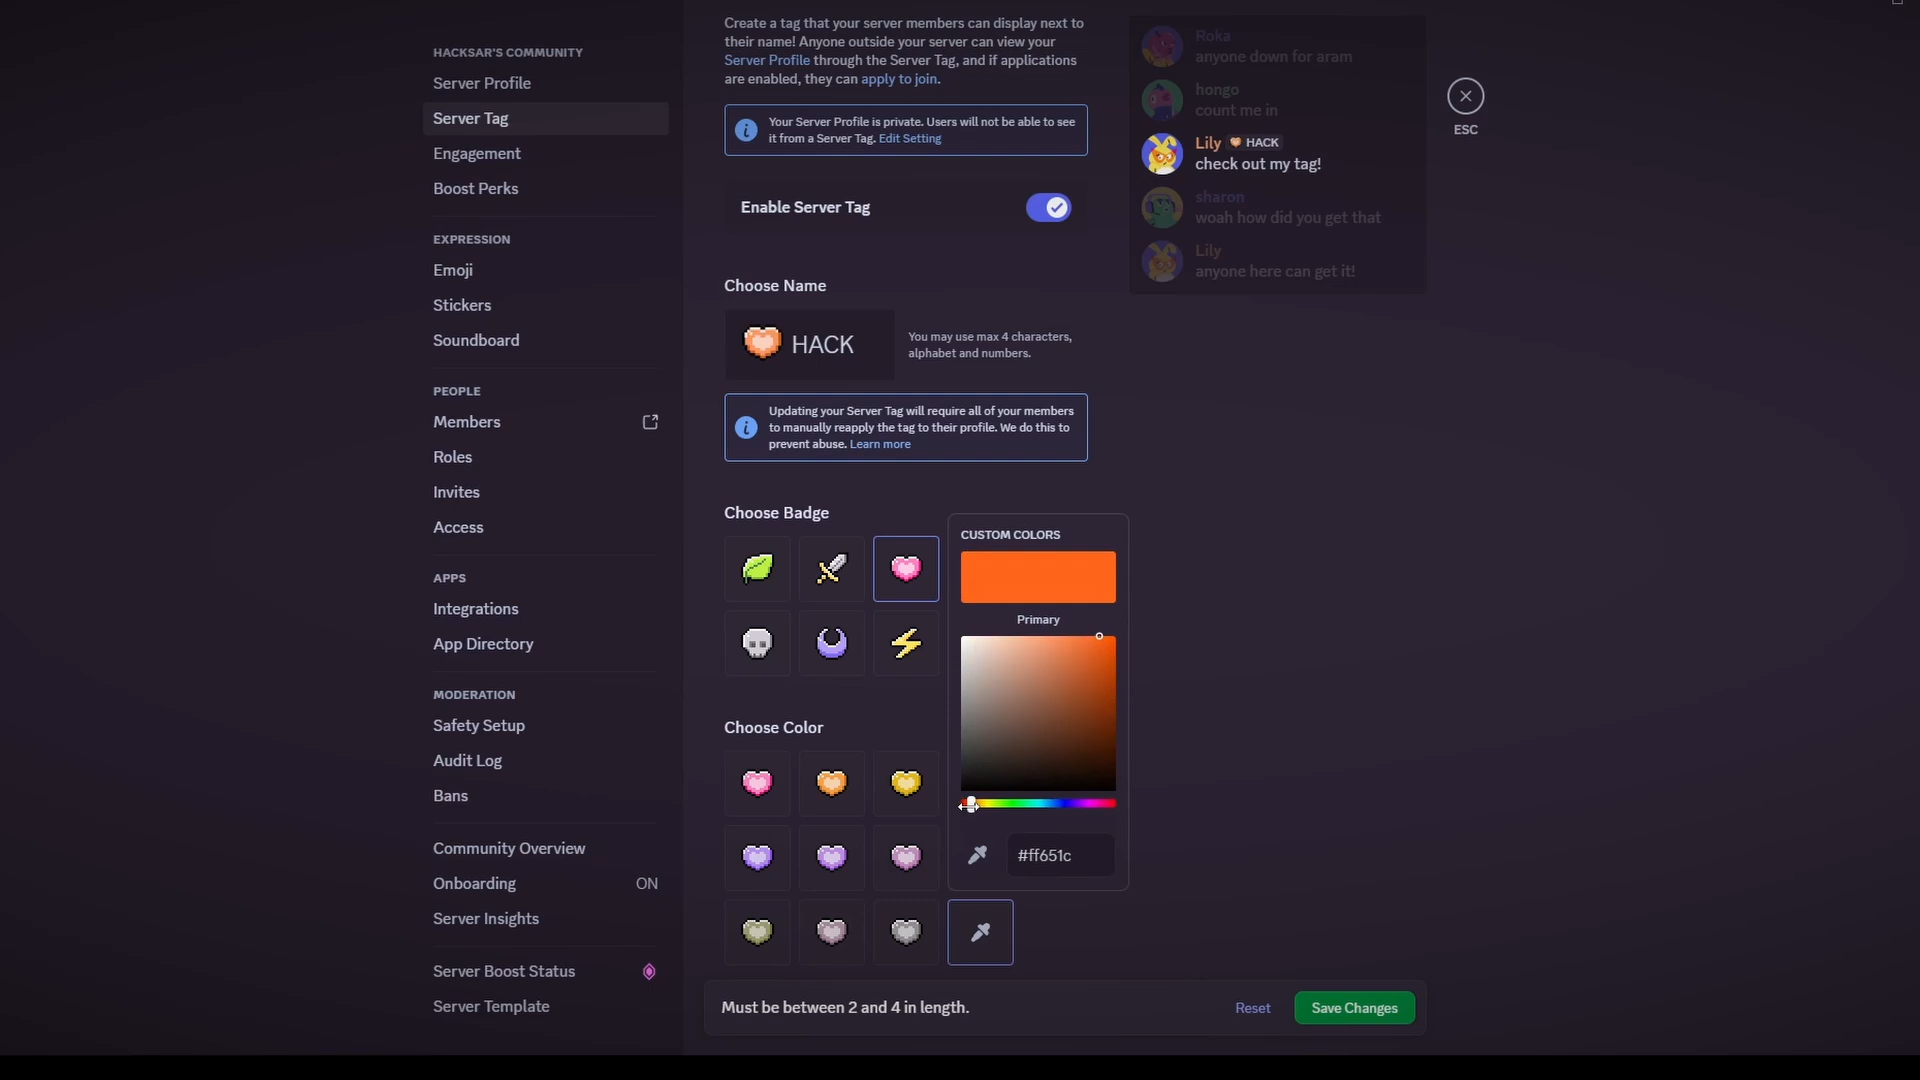 HACKSAR'S COMMUNITY
Server Profile
Server Tag
Engagement
Boost Perks
EXPRESSION
Emoji
Stickers
Soundboard
PEOPLE
Members
Roles
Invites
Access
APPS
Integrations
App Directory
MODERATION
Safety Setup
Audit Log
Bans
Community Overview
Onboarding ON
Server Insights
Server Boost Status
Server Template
Create a tag that your server members can display next to
their name! Anyone outside your server can view your
Server Profile through the Server Tag, and if applications
are enabled, they can apply to join.
Your Server Profile is private. Users will not be able to see
it from a Server Tag. Edit Setting
Enable Server Tag
Choose Name
HACK
You may use max 4 characters,
alphabet and numbers.
Updating your Server Tag will require all of your members
to manually reapply the tag to their profile. We do this to
prevent abuse. Learn more
Choose Badge
CUSTOM COLORS
Primary
#ff651c
Choose Color
Must be between 2 and 4 in length.
Reset
Save Changes
Roka
anyone down for aram
hongo
count me in
Lily HACK
check out my tag!
sharon
woah how did you get that
Lily
anyone here can get it!
ESC